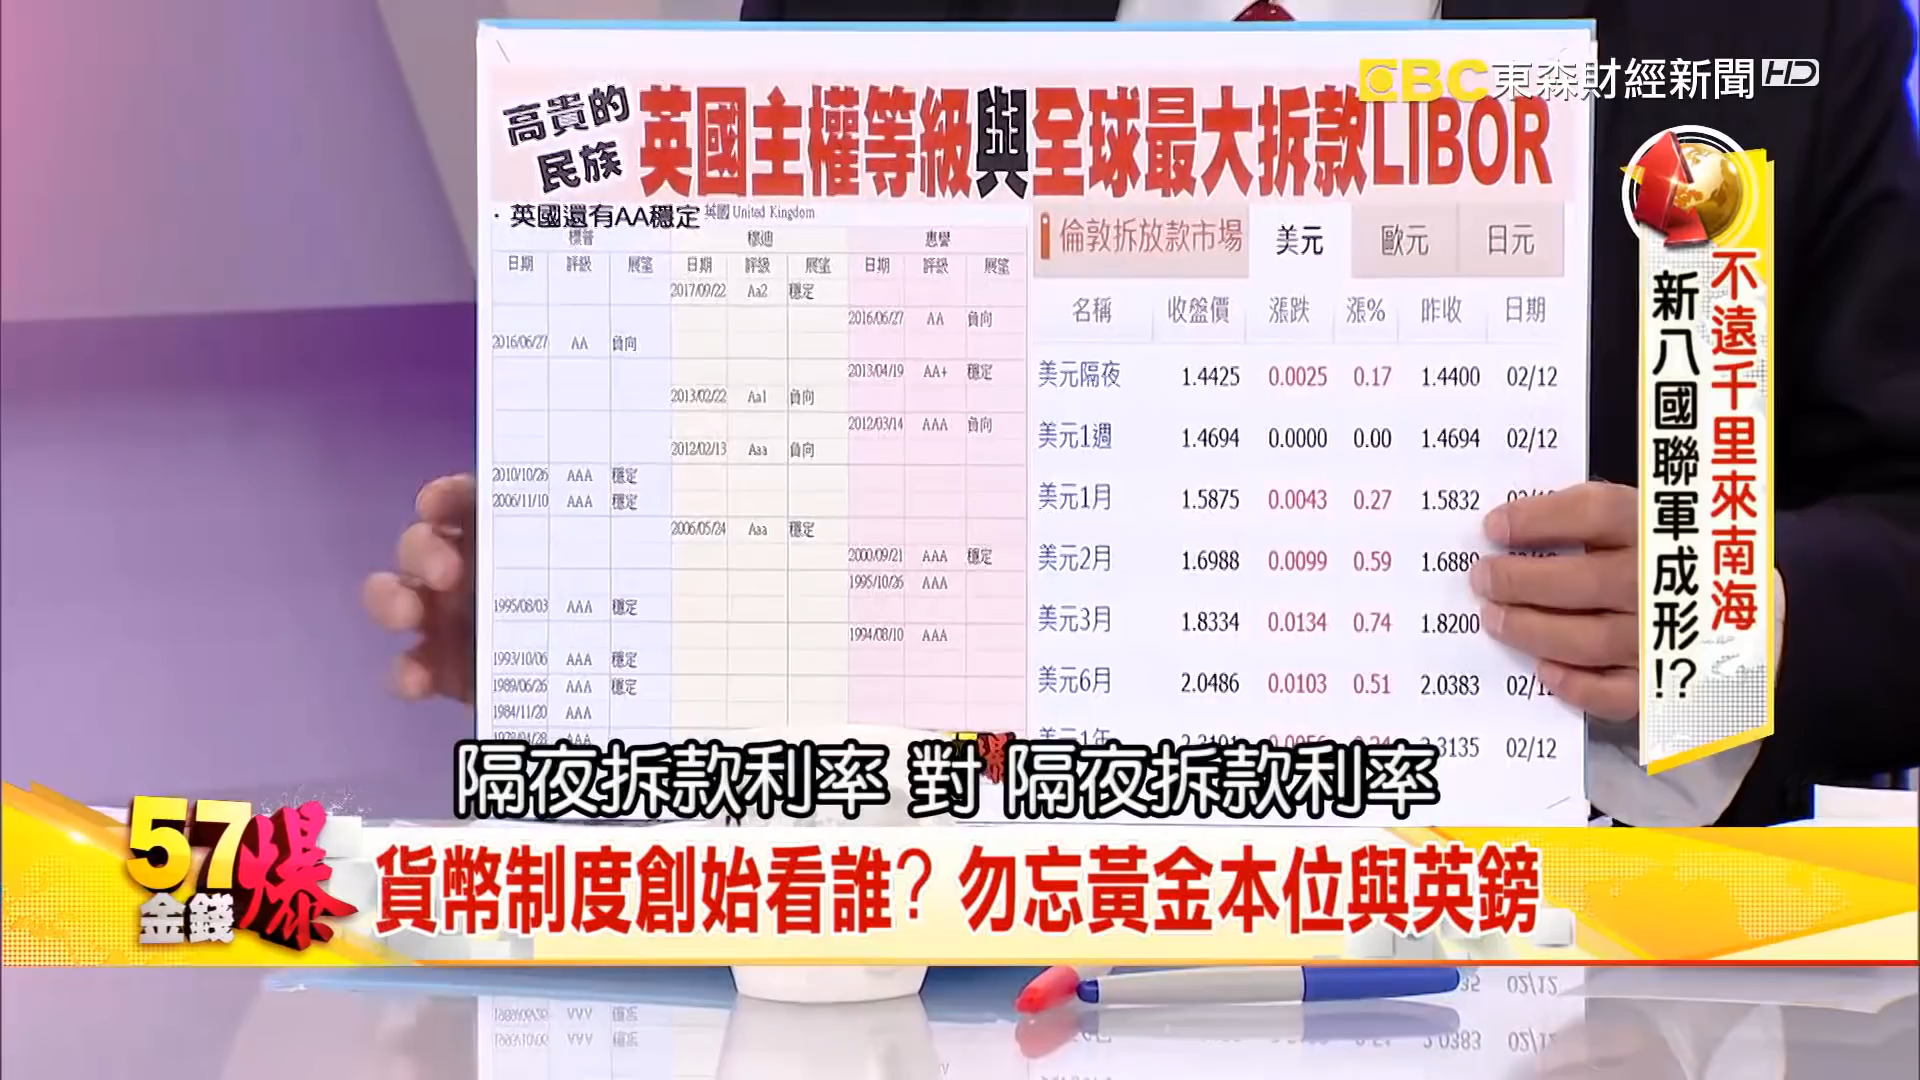 EBC 東森財經新聞 HD
高貴的
民族
英國主權等級與全球最大拆款LIBOR
· 英國還有AA穩定 英國 United Kingdom
標普 穆迪 惠譽
日期 評級 展望 日期 評級 展望 日期 評級 展望
2017/09/22 Aa2 穩定
2016/06/27 AA 負向
2016/06/27 AA 負向
2013/04/19 AA+ 穩定
2013/02/22 Aa1 負向
2012/03/14 AAA 負向
2012/02/13 Aaa 負向
2010/10/26 AAA 穩定
2006/11/10 AAA 穩定
2006/05/24 Aaa 穩定
2000/09/21 AAA 穩定
1995/10/26 AAA
1995/08/03 AAA 穩定
1994/08/10 AAA
1993/10/06 AAA 穩定
1989/06/26 AAA 穩定
1984/11/20 AAA
1978/04/28 AAA
倫敦拆放款市場 美元 歐元 日元
名稱 收盤價 漲跌 漲% 昨收 日期
美元隔夜 1.4425 0.0025 0.17 1.4400 02/12
美元1週 1.4694 0.0000 0.00 1.4694 02/12
美元1月 1.5875 0.0043 0.27 1.5832
美元2月 1.6988 0.0099 0.59 1.6889
美元3月 1.8334 0.0134 0.74 1.8200
美元6月 2.0486 0.0103 0.51 2.0383 02/12
美元1年 02/12
不遠千里來南海
新八國聯軍成形!?
隔夜拆款利率 對 隔夜拆款利率
57
金錢爆
貨幣制度創始看誰? 勿忘黃金本位與英鎊